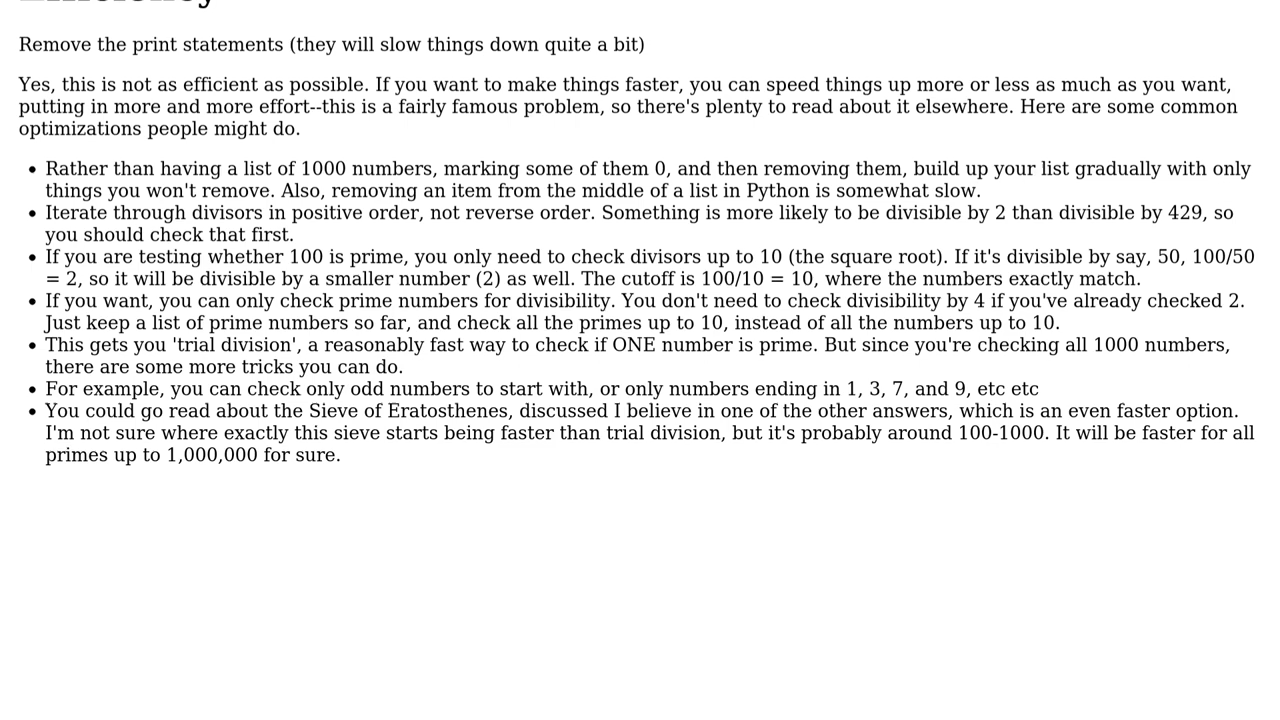 Remove the print statements (they will slow things down quite a bit)
Yes, this is not as efficient as possible. If you want to make things faster, you can speed things up more or less as much as you want,
putting in more and more effort--this is a fairly famous problem, so there's plenty to read about it elsewhere. Here are some common
optimizations people might do.
• Rather than having a list of 1000 numbers, marking some of them 0, and then removing them, build up your list gradually with only
things you won't remove. Also, removing an item from the middle of a list in Python is somewhat slow.
• Iterate through divisors in positive order, not reverse order. Something is more likely to be divisible by 2 than divisible by 429, so
you should check that first.
• If you are testing whether 100 is prime, you only need to check divisors up to 10 (the square root). If it's divisible by say, 50, 100/50
= 2, so it will be divisible by a smaller number (2) as well. The cutoff is 100/10 = 10, where the numbers exactly match.
• If you want, you can only check prime numbers for divisibility. You don't need to check divisibility by 4 if you've already checked 2.
Just keep a list of prime numbers so far, and check all the primes up to 10, instead of all the numbers up to 10.
• This gets you 'trial division', a reasonably fast way to check if ONE number is prime. But since you're checking all 1000 numbers,
there are some more tricks you can do.
• For example, you can check only odd numbers to start with, or only numbers ending in 1, 3, 7, and 9, etc etc
• You could go read about the Sieve of Eratosthenes, discussed I believe in one of the other answers, which is an even faster option.
I'm not sure where exactly this sieve starts being faster than trial division, but it's probably around 100-1000. It will be faster for all
primes up to 1,000,000 for sure.